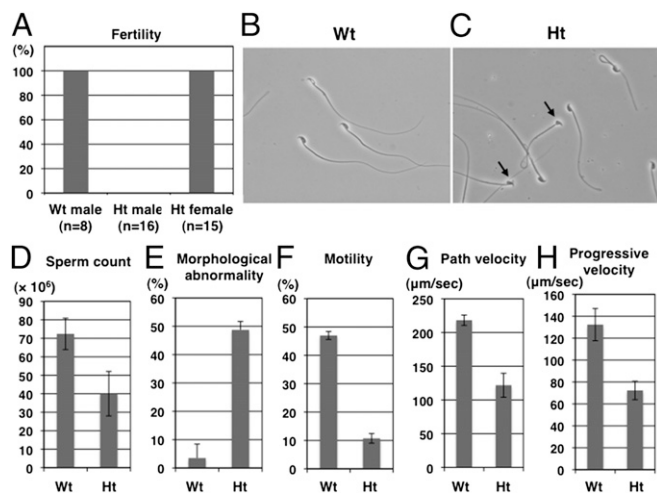 A
Fertility
(%)
100
80
60
40
20
0
Wt male
(n=8)
Ht male
(n=16)
Ht female
(n=15)
B
Wt
C
Ht
D
Sperm count
(× 10⁶)
90
80
70
60
50
40
30
20
10
0
Wt
Ht
E
Morphological
abnormality
(%)
60
50
40
30
20
10
0
Wt
Ht
F
Motility
(%)
60
50
40
30
20
10
0
Wt
Ht
G
Path velocity
(μm/sec)
250
200
150
100
50
0
Wt
Ht
H
Progressive
velocity
(μm/sec)
160
140
120
100
80
60
40
20
0
Wt
Ht